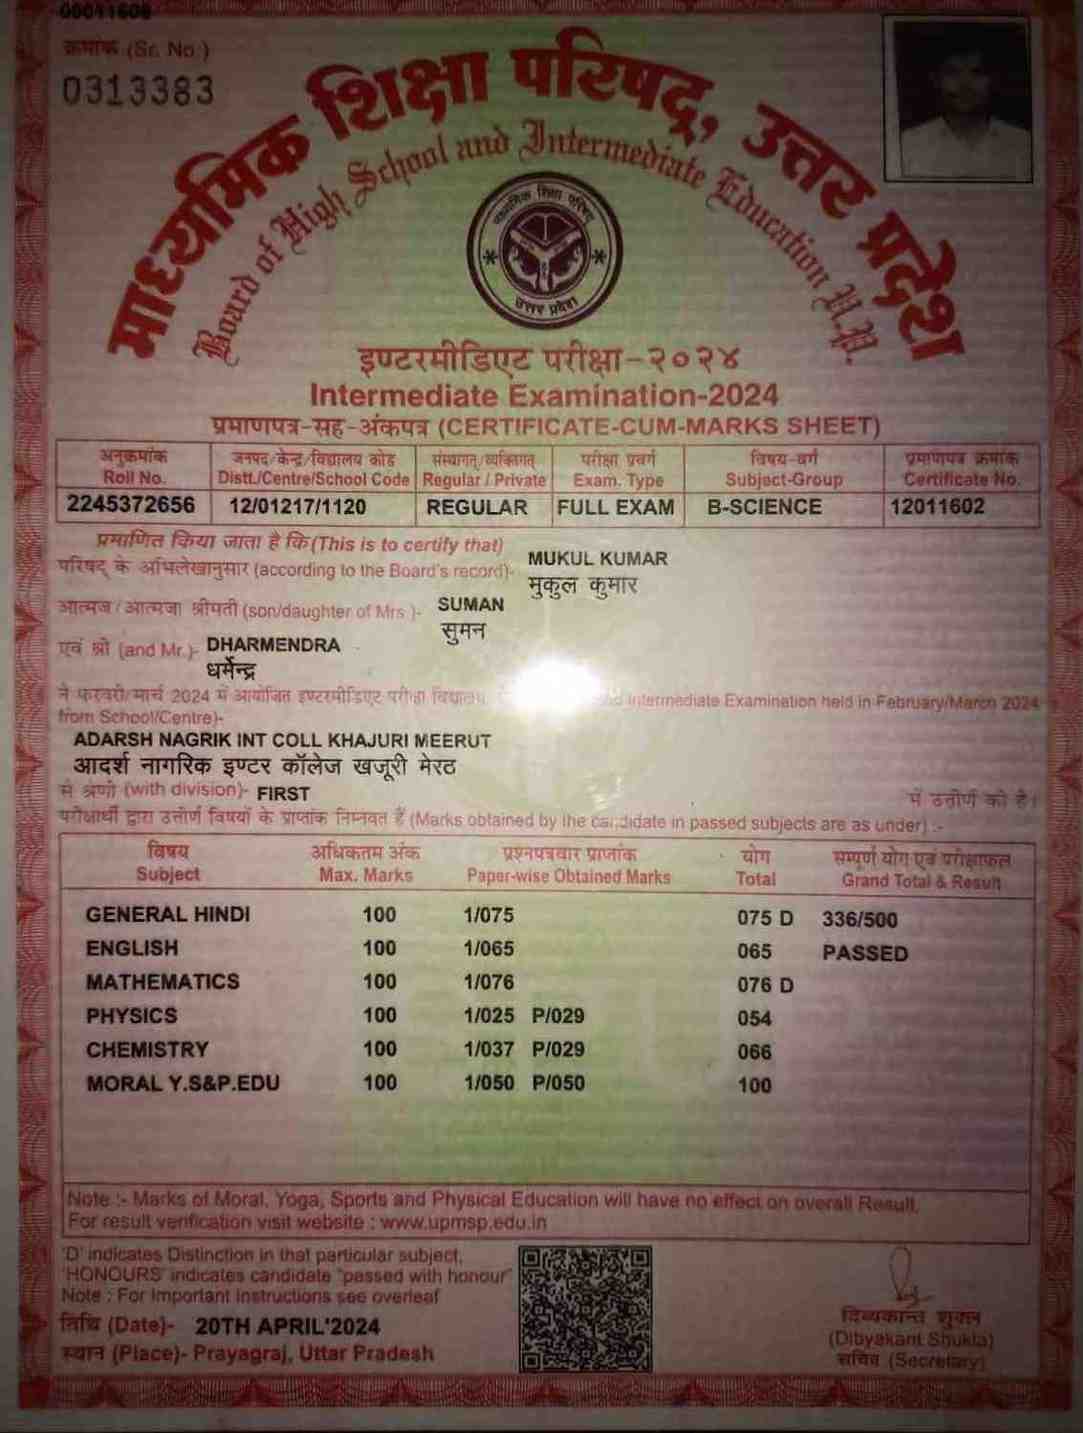 00011608
क्रमांक (Sr. No.)
0313383
माध्यमिक शिक्षा परिषद्, उत्तर प्रदेश
Board of High School and Intermediate Education U.P.
माध्यमिक शिक्षा परिषद
उत्तर प्रदेश
इण्टरमीडिएट परीक्षा-२०२४
Intermediate Examination-2024
प्रमाणपत्र-सह-अंकपत्र (CERTIFICATE-CUM-MARKS SHEET)
अनुक्रमांक जनपद/केन्द्र/विद्यालय कोड संस्थागत/व्यक्तिगत परीक्षा प्रवर्ग विषय-वर्ग प्रमाणपत्र क्रमांक
Roll No. Distt./Centre/School Code Regular / Private Exam. Type Subject-Group Certificate No.
2245372656 12/01217/1120 REGULAR FULL EXAM B-SCIENCE 12011602
प्रमाणित किया जाता है कि (This is to certify that)
परिषद् के अभिलेखानुसार (according to the Board's record)- MUKUL KUMAR
मुकुल कुमार
आत्मज/आत्मजा श्रीमती (son/daughter of Mrs.)- SUMAN
सुमन
एवं श्री (and Mr.)- DHARMENDRA
धर्मेन्द्र
ने फरवरी/मार्च 2024 में आयोजित इण्टरमीडिएट परीक्षा विद्यालय Intermediate Examination held in February/March 2024
from School/Centre)-
ADARSH NAGRIK INT COLL KHAJURI MEERUT
आदर्श नागरिक इण्टर कॉलेज खजूरी मेरठ
से श्रेणी (with division)- FIRST में उत्तीर्ण की है।
परीक्षार्थी द्वारा उत्तीर्ण विषयों के प्राप्तांक निम्नवत हैं (Marks obtained by the candidate in passed subjects are as under) :-
विषय अधिकतम अंक प्रश्नपत्रवार प्राप्तांक योग सम्पूर्ण योग एवं परीक्षाफल
Subject Max. Marks Paper-wise Obtained Marks Total Grand Total & Result
GENERAL HINDI 100 1/075 075 D 336/500
ENGLISH 100 1/065 065 PASSED
MATHEMATICS 100 1/076 076 D
PHYSICS 100 1/025 P/029 054
CHEMISTRY 100 1/037 P/029 066
MORAL Y.S&P.EDU 100 1/050 P/050 100
Note :- Marks of Moral, Yoga, Sports and Physical Education will have no effect on overall Result.
For result verification visit website : www.upmsp.edu.in
'D' indicates Distinction in that particular subject,
'HONOURS' indicates candidate "passed with honour"
Note : For Important Instructions see overleaf
तिथि (Date)- 20TH APRIL'2024
स्थान (Place)- Prayagraj, Uttar Pradesh
दिब्यकान्त शुक्ल
(Dibyakant Shukla)
सचिव (Secretary)